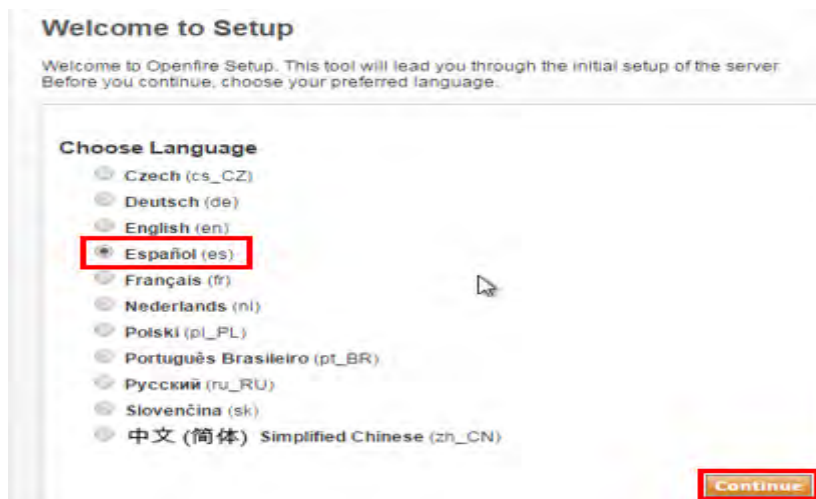 Welcome to Setup
Welcome to Openfire Setup. This tool will lead you through the initial setup of the server
Before you continue, choose your preferred language.
Choose Language
Czech (cs_CZ)
Deutsch (de)
English (en)
Español (es)
Français (fr)
Nederlands (nl)
Polski (pl_PL)
Português Brasileiro (pt_BR)
Русский (ru_RU)
Slovenčina (sk)
中文 (简体) Simplified Chinese (zh_CN)
Continue